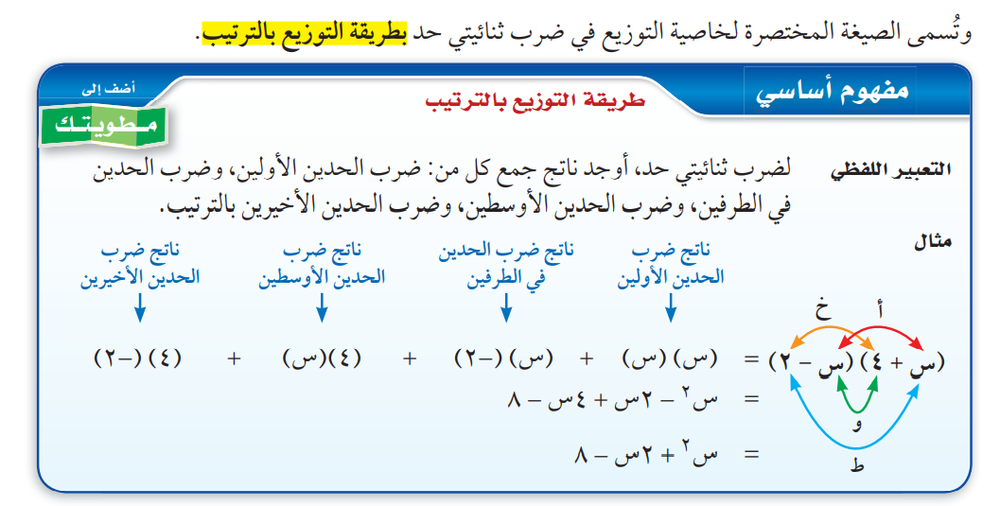 وتُسمى الصيغة المختصرة لخاصية التوزيع في ضرب ثنائيتي حد بطريقة التوزيع بالترتيب.
مفهوم أساسي
طريقة التوزيع بالترتيب
أضف إلى
مـطويـتـك
التعبير اللفظي
لضرب ثنائيتي حد، أوجد ناتج جمع كل من: ضرب الحدين الأولين، وضرب الحدين
في الطرفين، وضرب الحدين الأوسطين، وضرب الحدين الأخيرين بالترتيب.
مثال
ناتج ضرب
الحدين الأولين
ناتج ضرب الحدين
في الطرفين
ناتج ضرب
الحدين الأوسطين
ناتج ضرب
الحدين الأخيرين
أ
خ
(س + ٤) (س – ٢) = (س) (س) + (س) (–٢) + (٤)(س) + (٤) (–٢)
و
ط
= س² – ٢س + ٤س – ٨
= س² + ٢س – ٨